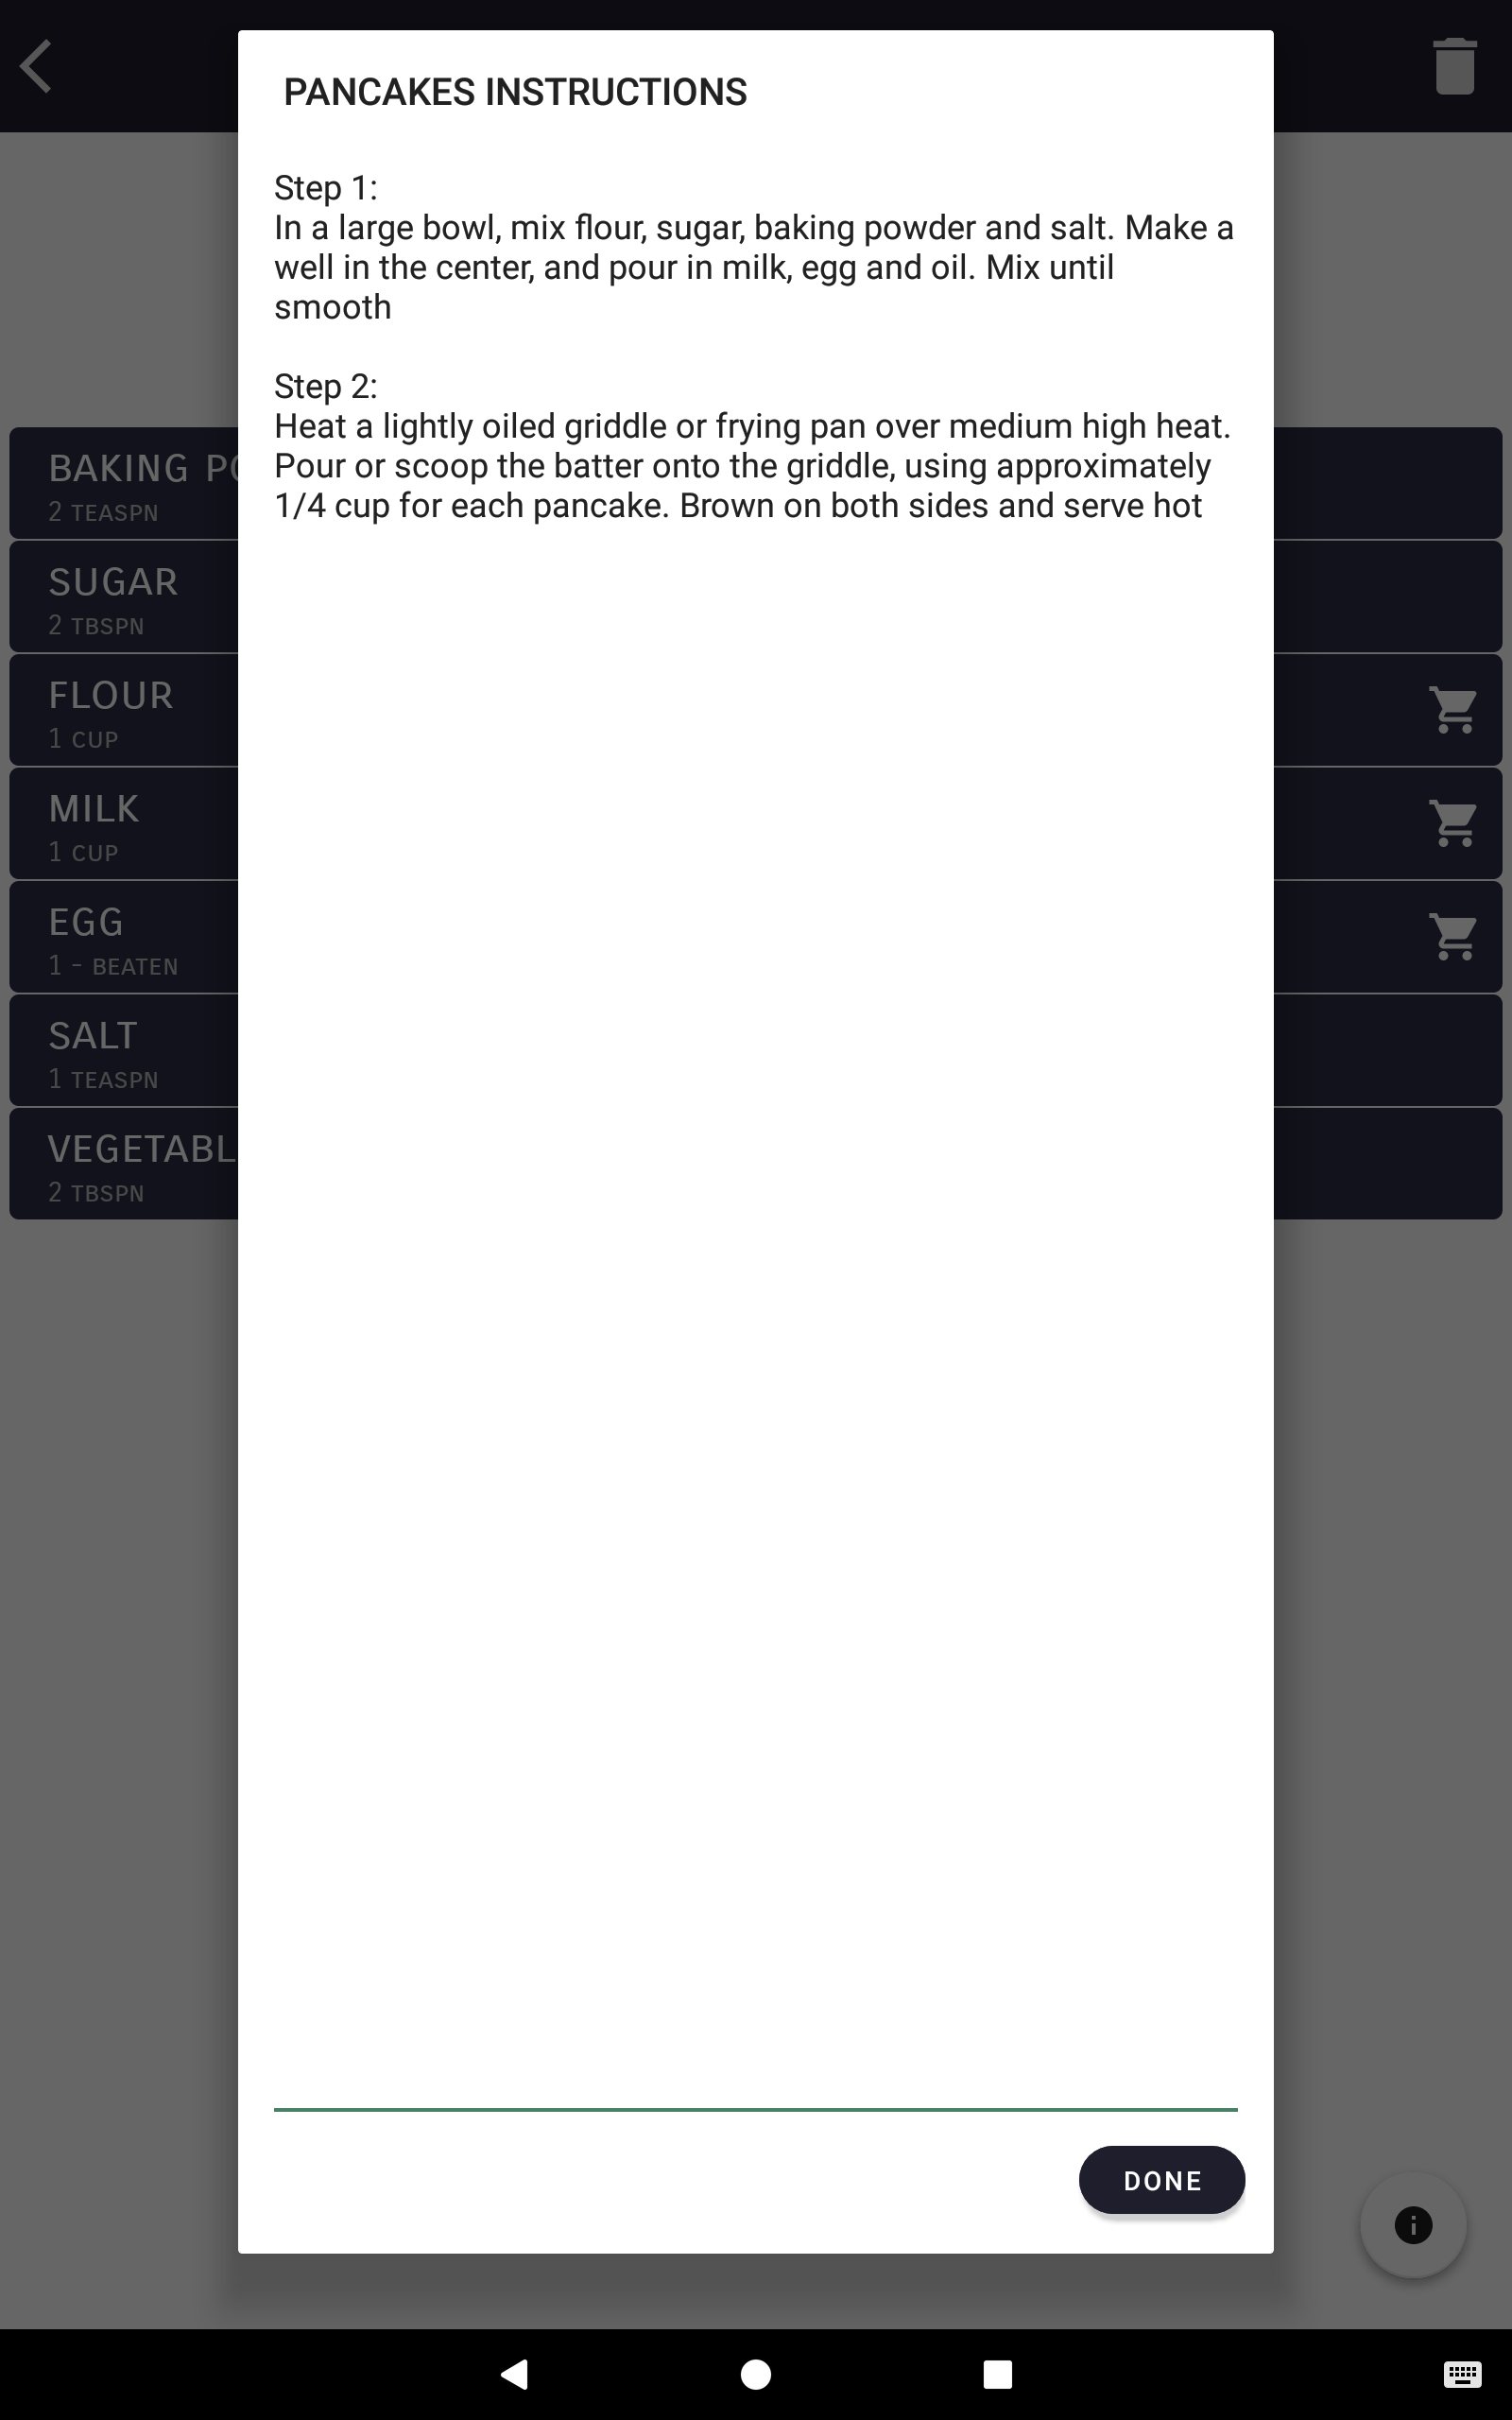 PANCAKES INSTRUCTIONS
Step 1:
In a large bowl, mix flour, sugar, baking powder and salt. Make a
well in the center, and pour in milk, egg and oil. Mix until
smooth
Step 2:
Heat a lightly oiled griddle or frying pan over medium high heat.
Pour or scoop the batter onto the griddle, using approximately
1/4 cup for each pancake. Brown on both sides and serve hot
BAKING
2 TEASPN
SUGAR
2 TBSPN
FLOUR
1 CUP
MILK
1 CUP
EGG
1 - BEATEN
SALT
1 TEASPN
VEGETABL
2 TBSPN
DONE